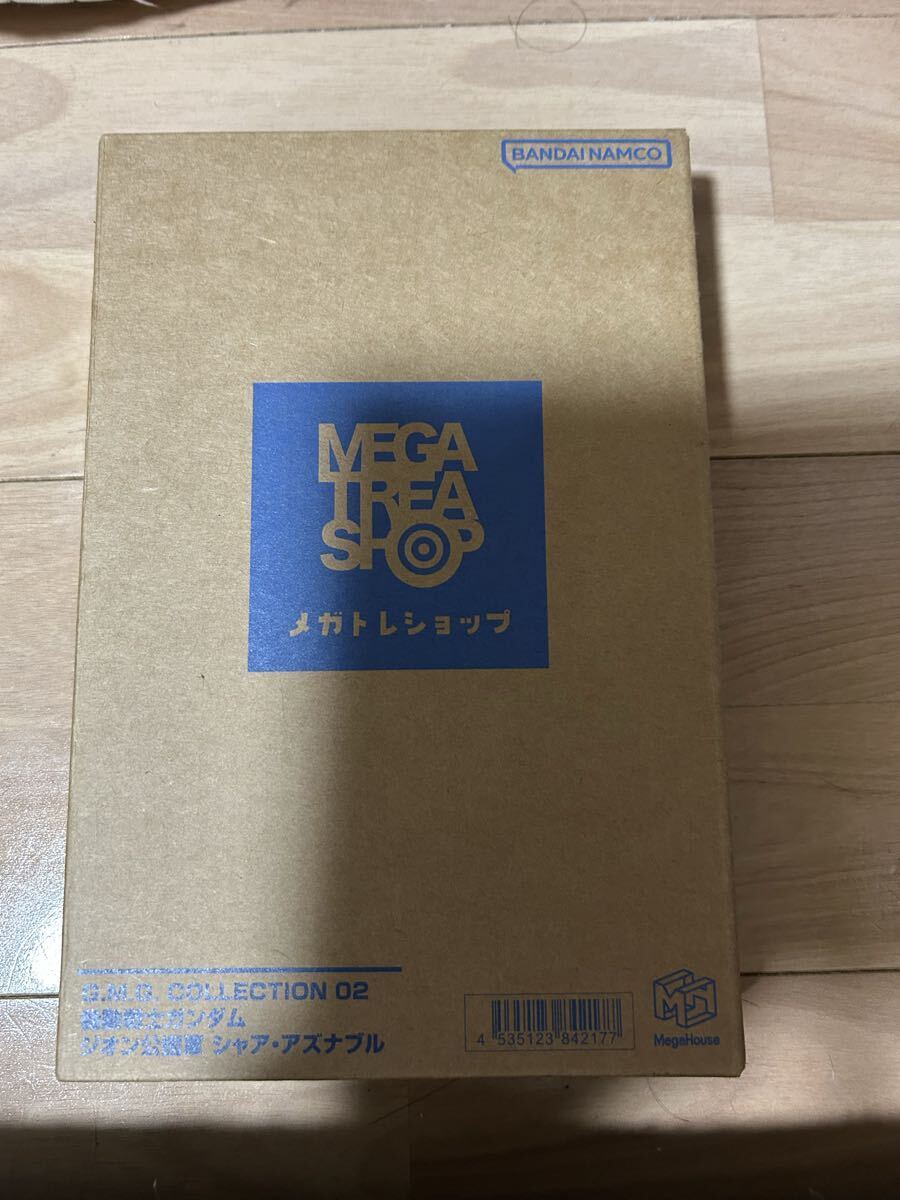 BANDAI NAMCO
MEGA
TREA
SHOP
メガトレショップ
G.M.G. COLLECTION 02
機動戦士ガンダム
ジオン公国軍 シャア・アズナブル
4 535123 842177
MegaHouse